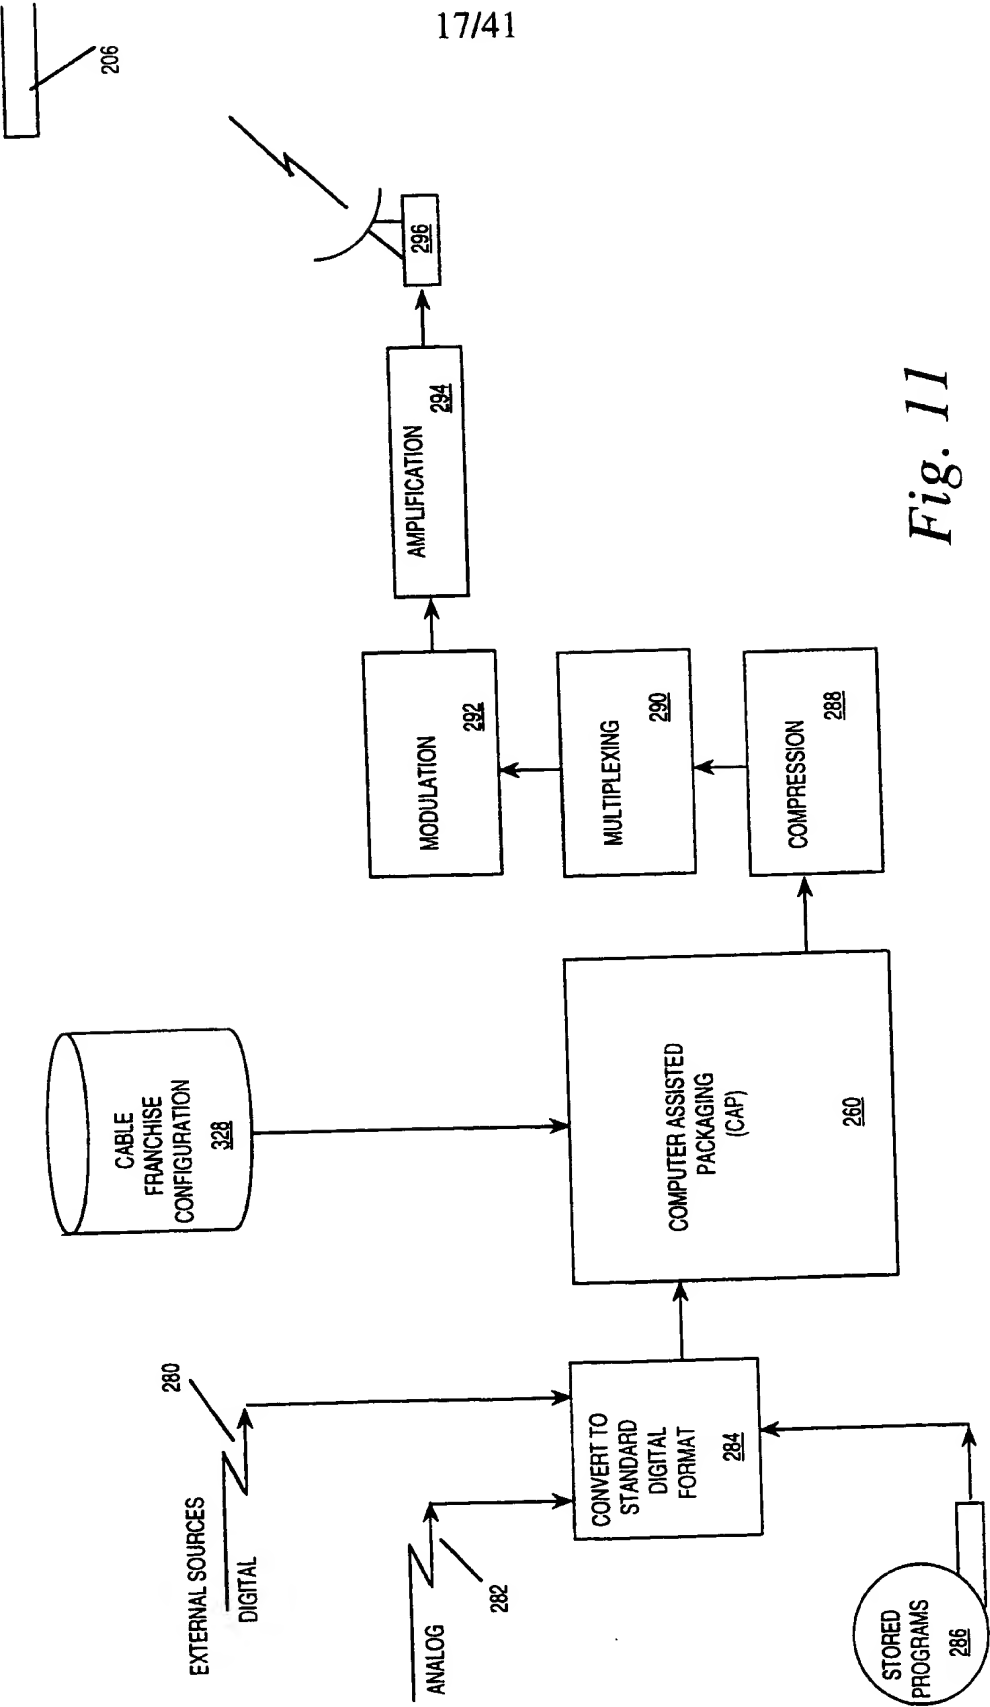 17/41
206
296
AMPLIFICATION
294
MODULATION
292
MULTIPLEXING
290
COMPRESSION
288
CABLE
FRANCHISE
CONFIGURATION
328
COMPUTER ASSISTED
PACKAGING
(CAP)
260
EXTERNAL SOURCES
DIGITAL
280
ANALOG
282
CONVERT TO
STANDARD
DIGITAL
FORMAT
284
STORED
PROGRAMS
286
Fig. 11